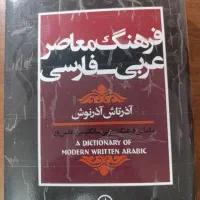 فرهنگ معاصر
عربی - فارسی
آذرتاش آذرنوش
A DICTIONARY OF
MODERN WRITTEN ARABIC